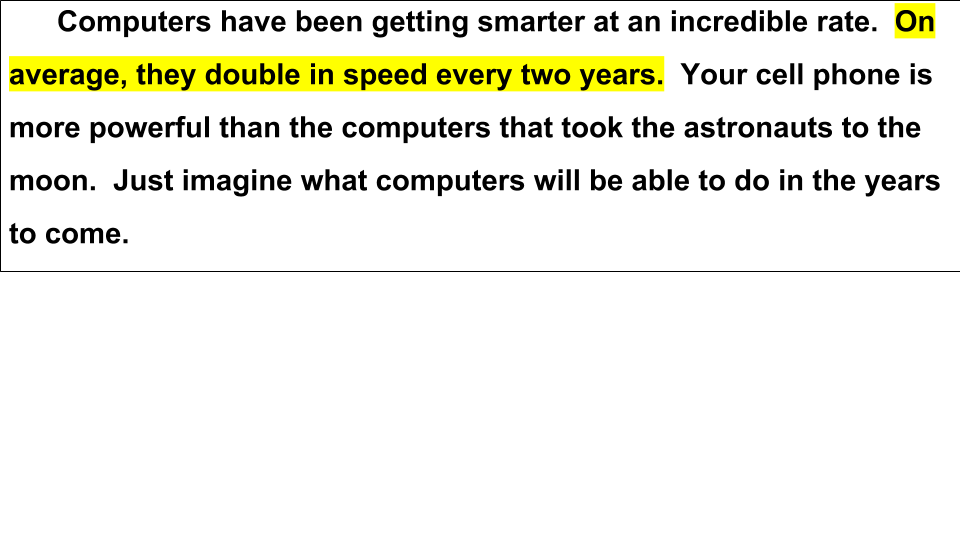 Computers have been getting smarter at an incredible rate.  On
average, they double in speed every two years.  Your cell phone is
more powerful than the computers that took the astronauts to the
moon.  Just imagine what computers will be able to do in the years
to come.